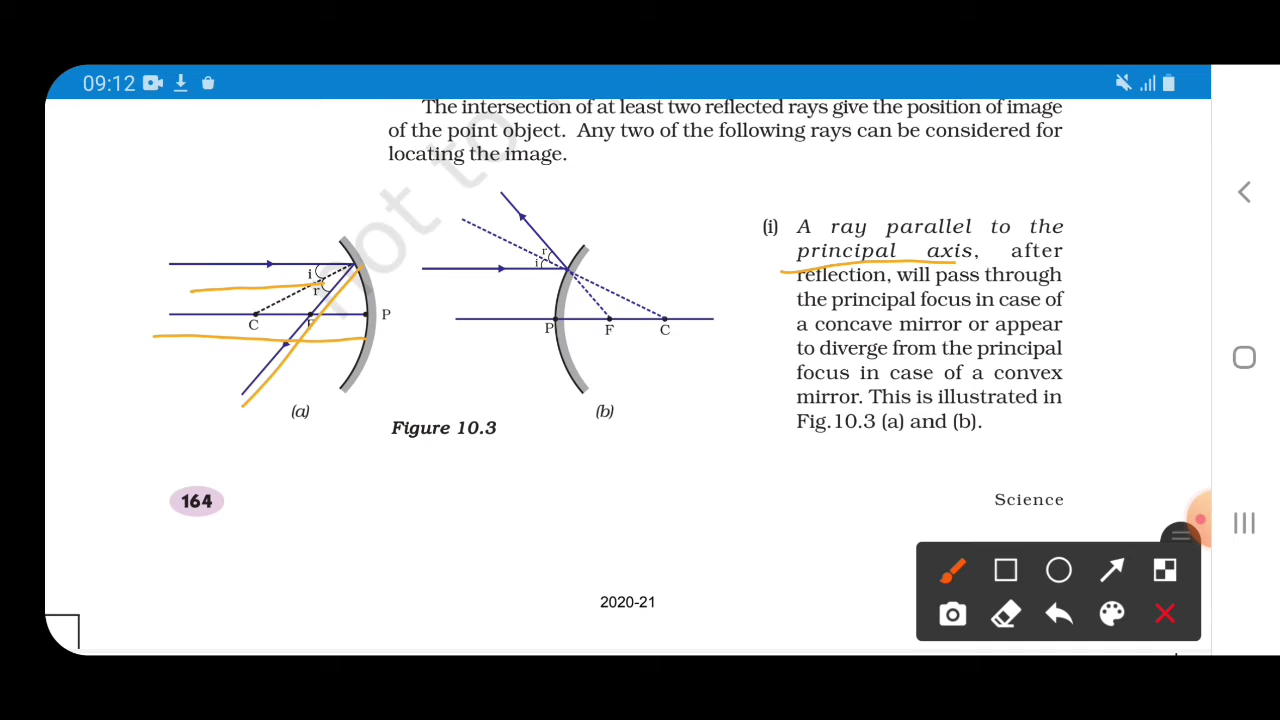 09:12
The intersection of at least two reflected rays give the position of image
of the point object. Any two of the following rays can be considered for
locating the image.
not to
(i) A ray parallel to the
principal axis, after
reflection, will pass through
the principal focus in case of
a concave mirror or appear
to diverge from the principal
focus in case of a convex
mirror. This is illustrated in
Fig.10.3 (a) and (b).
i
r
C
F
P
(a)
r
i
P
F
C
(b)
Figure 10.3
164
Science
2020-21